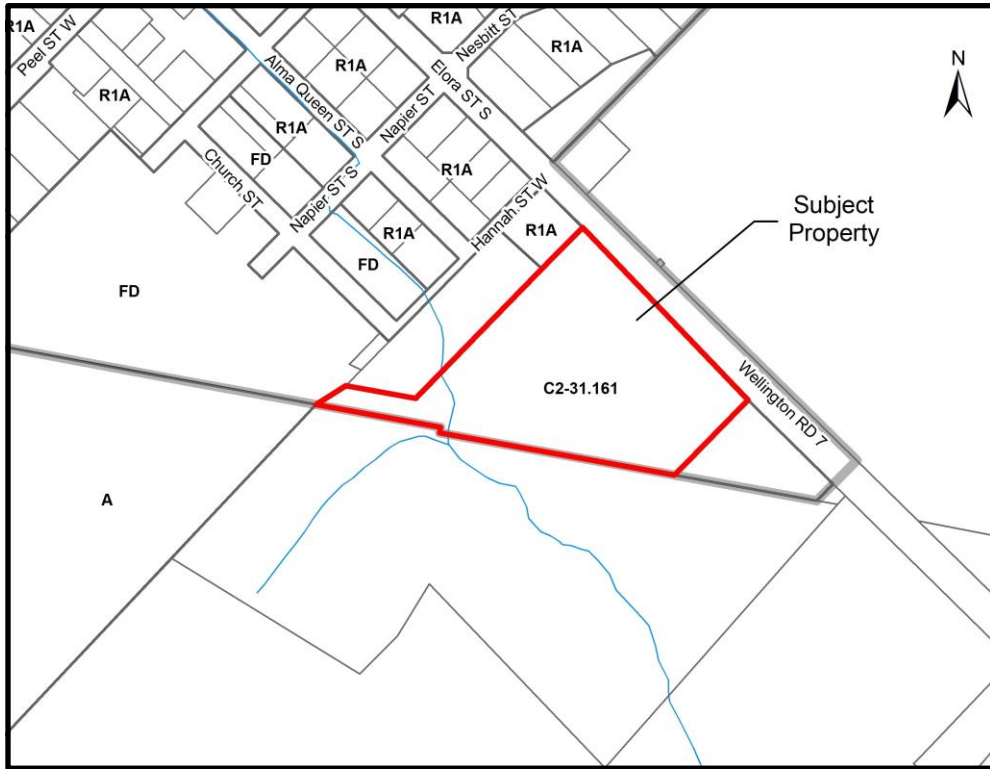 R1A
Peel ST W
R1A
Alma Queen ST S
R1A
R1A
FD
Church ST
Napier ST S
Napier ST
R1A
Nesbitt ST
Elora ST S
R1A
N
R1A
R1A
FD
Hannah ST W
R1A
Subject
Property
FD
C2-31.161
Wellington RD 7
A